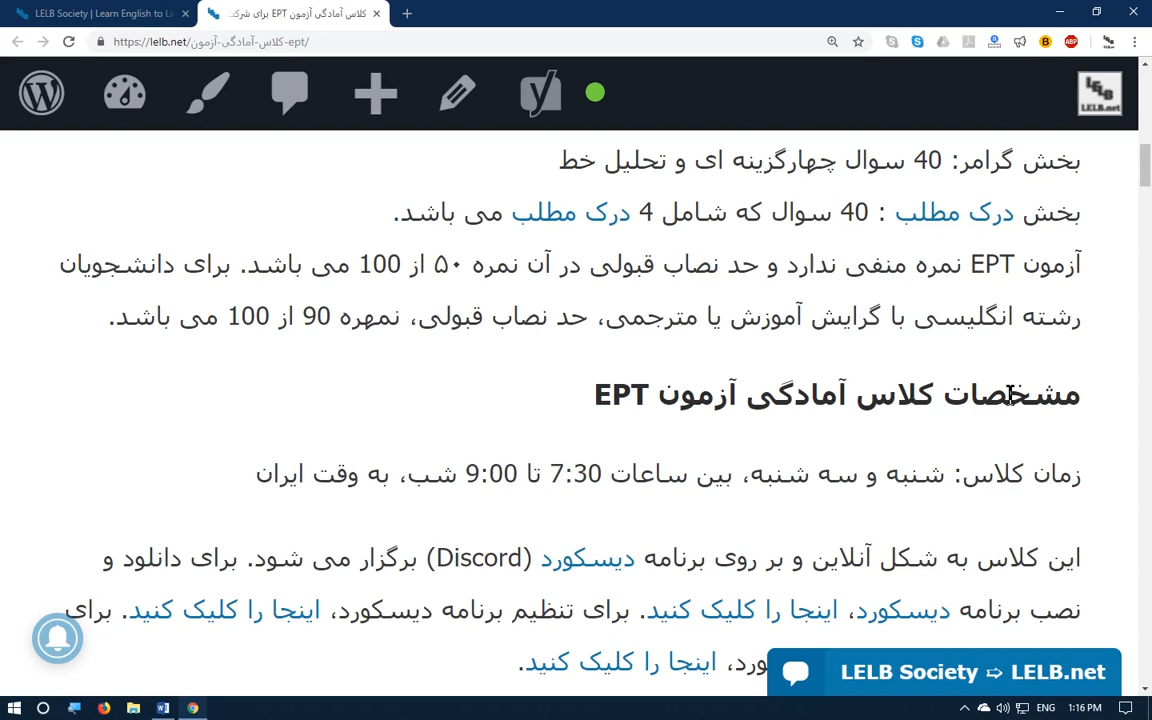 LELB Society | Learn English to Li
کلاس آمادگی آزمون EPT برای شرکت
https://lelb.net/کلاس-آمادگی-آزمون-ept/
LELB.net
بخش گرامر: 40 سوال چهارگزینه ای و تحلیل خط
بخش درک مطلب : 40 سوال که شامل 4 درک مطلب می باشد.
آزمون EPT نمره منفی ندارد و حد نصاب قبولی در آن نمره ۵۰ از 100 می باشد. برای دانشجویان
رشته انگلیسی با گرایش آموزش یا مترجمی، حد نصاب قبولی، نمهره 90 از 100 می باشد.
مشخصات کلاس آمادگی آزمون EPT
زمان کلاس: شنبه و سه شنبه، بین ساعات 7:30 تا 9:00 شب، به وقت ایران
این کلاس به شکل آنلاین و بر روی برنامه دیسکورد (Discord) برگزار می شود. برای دانلود و
نصب برنامه دیسکورد، اینجا را کلیک کنید. برای تنظیم برنامه دیسکورد، اینجا را کلیک کنید. برای
ورد، اینجا را کلیک کنید.
LELB Society ➩ LELB.net
ENG
1:16 PM